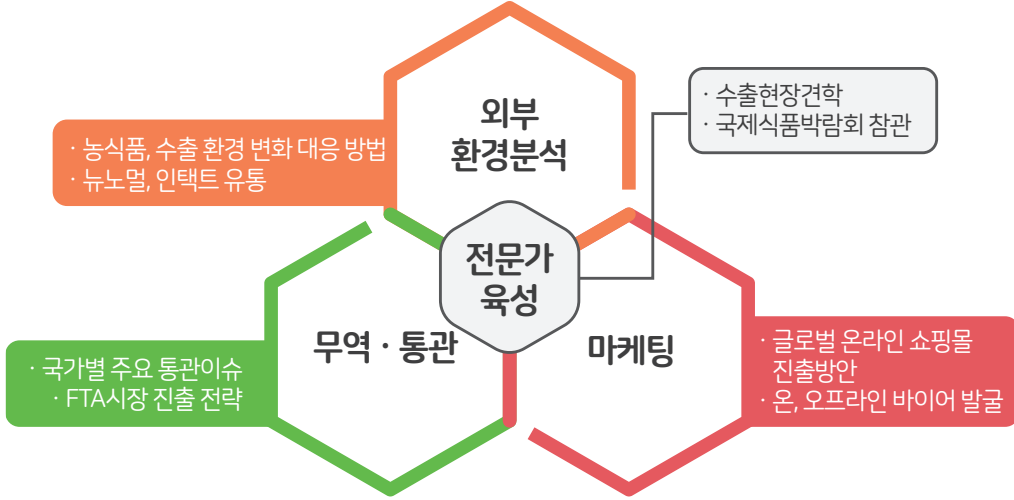 외부
환경분석
· 수출현장견학
· 국제식품박람회 참관
· 농식품, 수출 환경 변화 대응 방법
· 뉴노멀, 인택트 유통
전문가
육성
무역 · 통관
마케팅
· 국가별 주요 통관이슈
· FTA시장 진출 전략
· 글로벌 온라인 쇼핑몰
진출방안
· 온, 오프라인 바이어 발굴